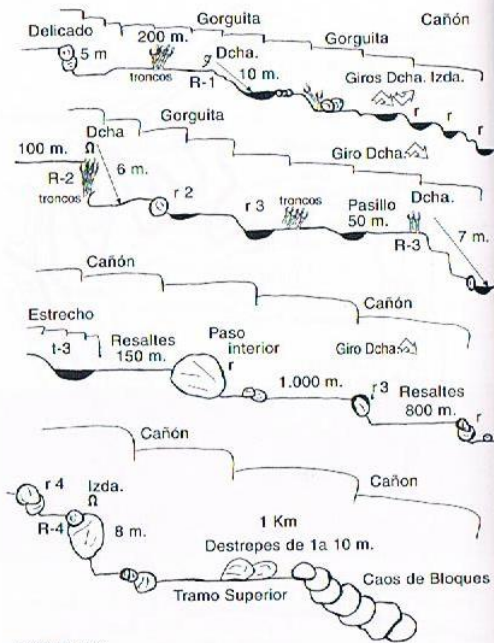 Gorguita Cañón
Delicado 200 m. Gorguita
5 m g Dcha. Gorguita
troncos R-1 10 m. Giros Dcha. Izda.
r r r
100 m. Dcha Gorguita
Ω Giro Dcha.
R-2 6 m. r 2 troncos Dcha.
troncos r 3 Pasillo
50 m. R-3 7 m.
Cañón
Cañón
Estrecho Paso
t-3 Resaltes interior Giro Dcha.
150 m. r 1.000 m. r 3 Resaltes
800 m. r
Cañón
Cañon
r 4 Izda.
Ω
R-4 8 m. 1 Km
Destrepes de 1a 10 m.
Tramo Superior Caos de Bloques